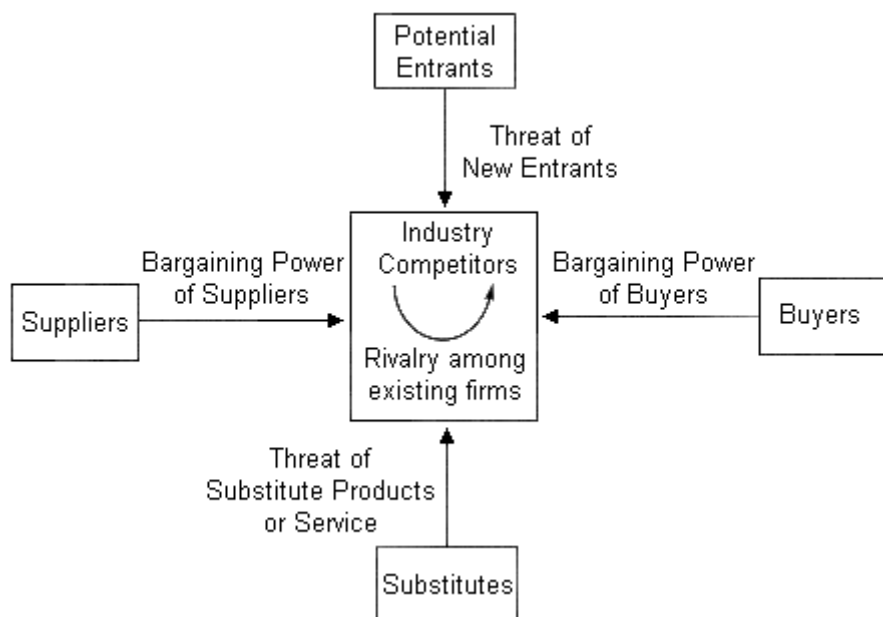 Potential
Entrants
Threat of
New Entrants
Industry
Competitors
Bargaining Power
of Suppliers
Bargaining Power
of Buyers
Suppliers
Buyers
Rivalry among
existing firms
Threat of
Substitute Products
or Service
Substitutes